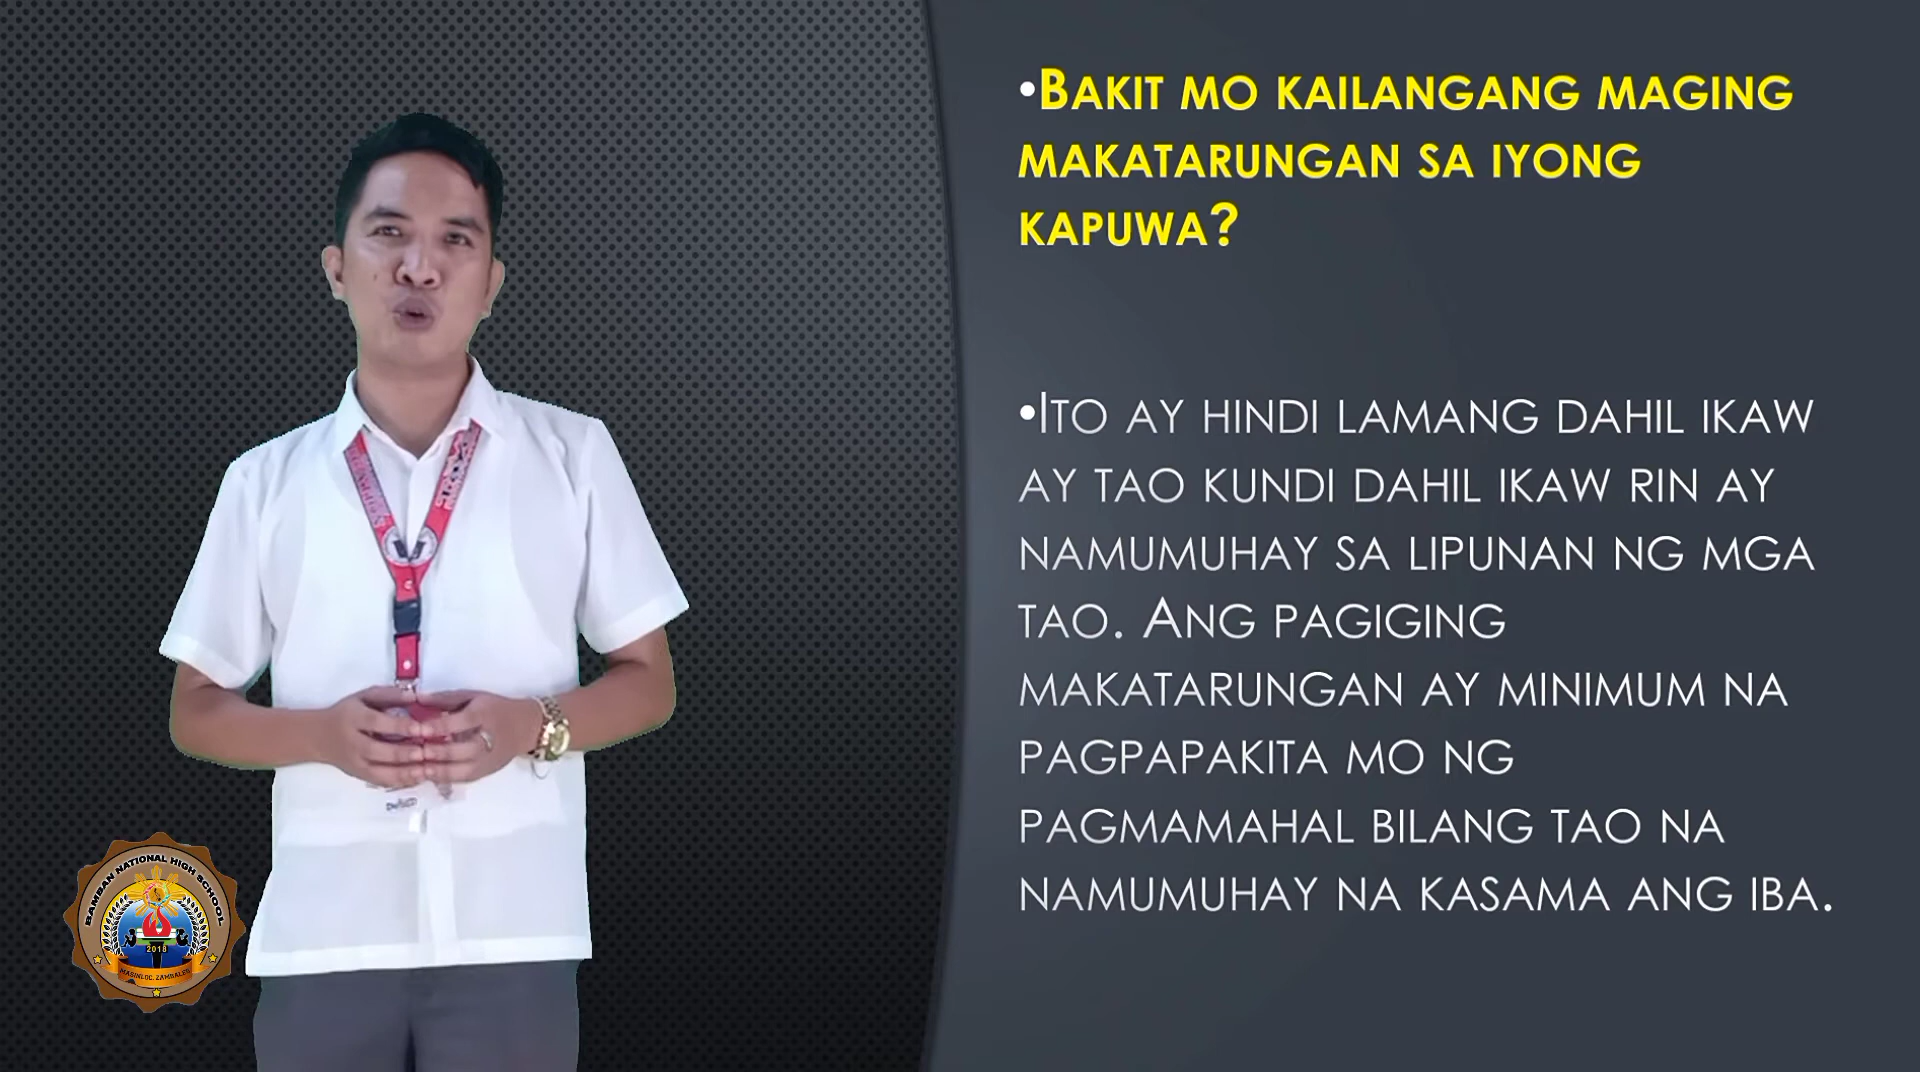 •BAKIT MO KAILANGANG MAGING
MAKATARUNGAN SA IYONG
KAPUWA?
•ITO AY HINDI LAMANG DAHIL IKAW
AY TAO KUNDI DAHIL IKAW RIN AY
NAMUMUHAY SA LIPUNAN NG MGA
TAO. ANG PAGIGING
MAKATARUNGAN AY MINIMUM NA
PAGPAPAKITA MO NG
PAGMAMAHAL BILANG TAO NA
NAMUMUHAY NA KASAMA ANG IBA.
BAMBAN NATIONAL HIGH SCHOOL
2018
MASINLOC, ZAMBALES